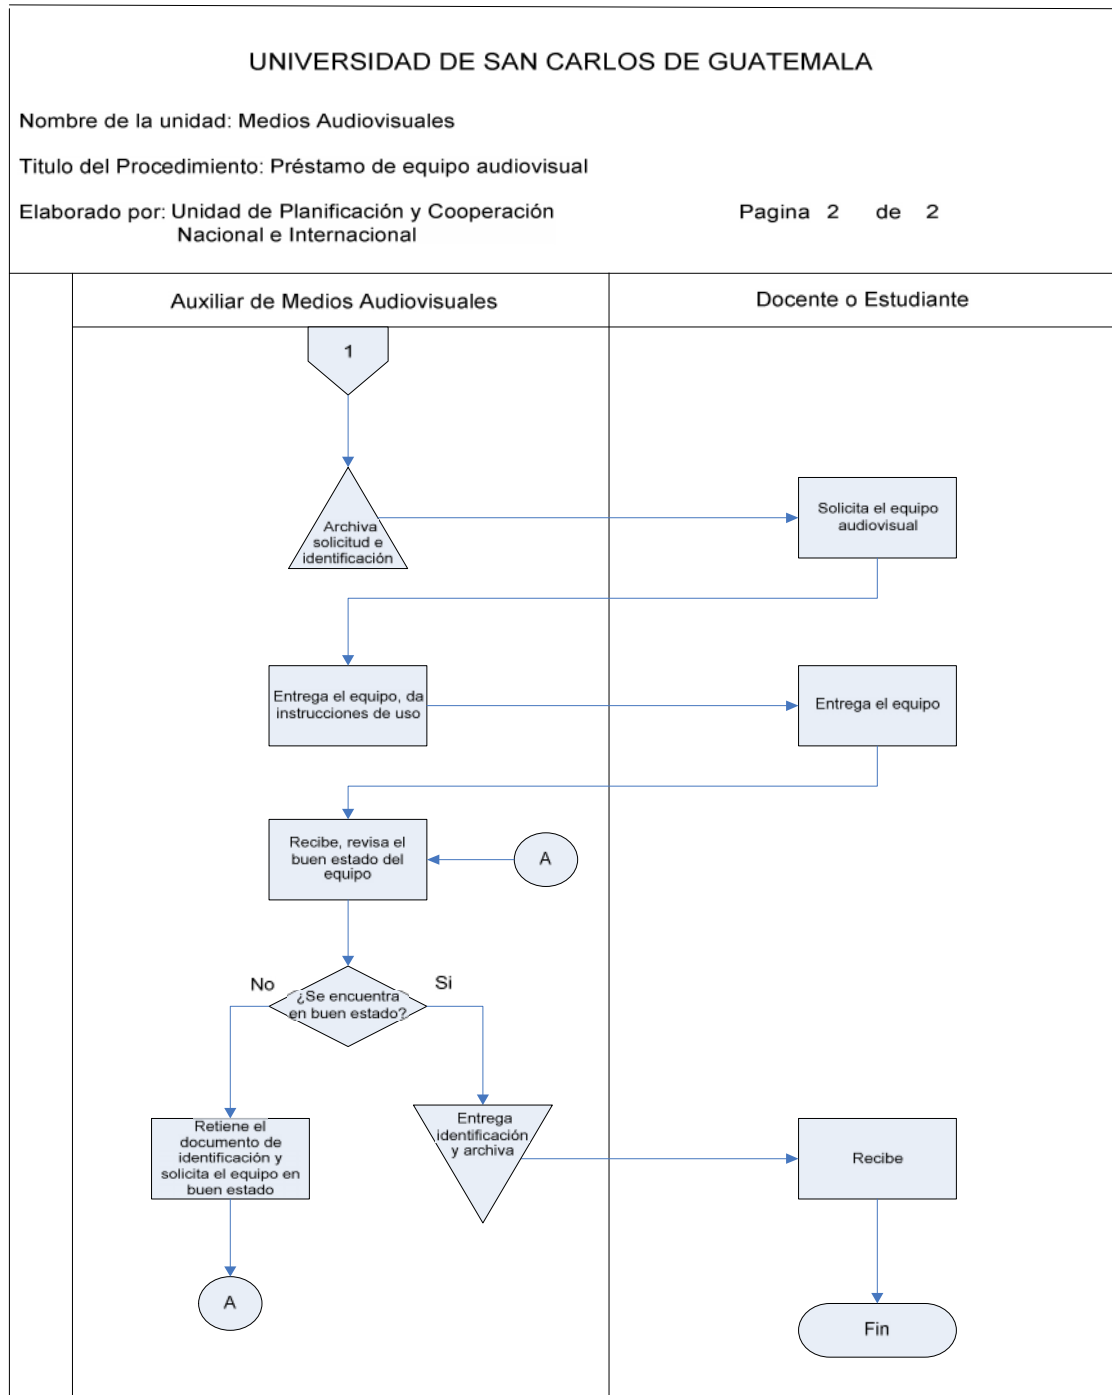 UNIVERSIDAD DE SAN CARLOS DE GUATEMALA
Nombre de la unidad: Medios Audiovisuales
Titulo del Procedimiento: Préstamo de equipo audiovisual
Elaborado por: Unidad de Planificación y Cooperación
Nacional e Internacional
Pagina 2 de 2
Auxiliar de Medios Audiovisuales
Docente o Estudiante
1
Archiva
solicitud e
identificación
Solicita el equipo
audiovisual
Entrega el equipo, da
instrucciones de uso
Entrega el equipo
Recibe, revisa el
buen estado del
equipo
A
No
Si
¿Se encuentra
en buen estado?
Retiene el
documento de
identificación y
solicita el equipo en
buen estado
Entrega
identificación
y archiva
Recibe
A
Fin